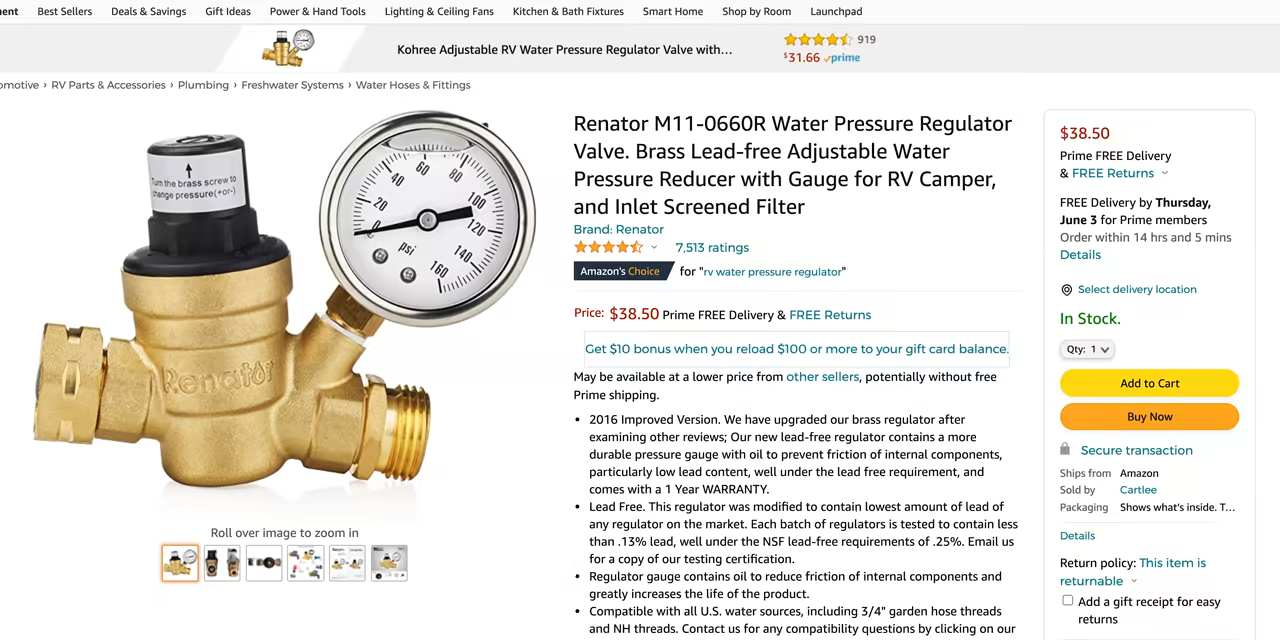 ent Best Sellers Deals & Savings Gift Ideas Power & Hand Tools Lighting & Ceiling Fans Kitchen & Bath Fixtures Smart Home Shop by Room Launchpad
Kohree Adjustable RV Water Pressure Regulator Valve with…
919
$31.66 prime
omotive › RV Parts & Accessories › Plumbing › Freshwater Systems › Water Hoses & Fittings
Turn the brass screw to
change pressure(+or-)
0 20 40 60 80 100 120 140 160
psi
Renator
Roll over image to zoom in
Renator M11-0660R Water Pressure Regulator
Valve. Brass Lead-free Adjustable Water
Pressure Reducer with Gauge for RV Camper,
and Inlet Screened Filter
Brand: Renator
7,513 ratings
Amazon's Choice for "rv water pressure regulator"
Price: $38.50 Prime FREE Delivery & FREE Returns
Get $10 bonus when you reload $100 or more to your gift card balance.
May be available at a lower price from other sellers, potentially without free
Prime shipping.
• 2016 Improved Version. We have upgraded our brass regulator after
examining other reviews; Our new lead-free regulator contains a more
durable pressure gauge with oil to prevent friction of internal components,
particularly low lead content, well under the lead free requirement, and
comes with a 1 Year WARRANTY.
• Lead Free. This regulator was modified to contain lowest amount of lead of
any regulator on the market. Each batch of regulators is tested to contain less
than .13% lead, well under the NSF lead-free requirements of .25%. Email us
for a copy of our testing certification.
• Regulator gauge contains oil to reduce friction of internal components and
greatly increases the life of the product.
• Compatible with all U.S. water sources, including 3/4" garden hose threads
and NH threads. Contact us for any compatibility questions by clicking on our
$38.50
Prime FREE Delivery
& FREE Returns
FREE Delivery by Thursday,
June 3 for Prime members
Order within 14 hrs and 5 mins
Details
Select delivery location
In Stock.
Qty: 1
Add to Cart
Buy Now
Secure transaction
Ships from Amazon
Sold by Cartlee
Packaging Shows what's inside. T…
Details
Return policy: This item is
returnable
Add a gift receipt for easy
returns